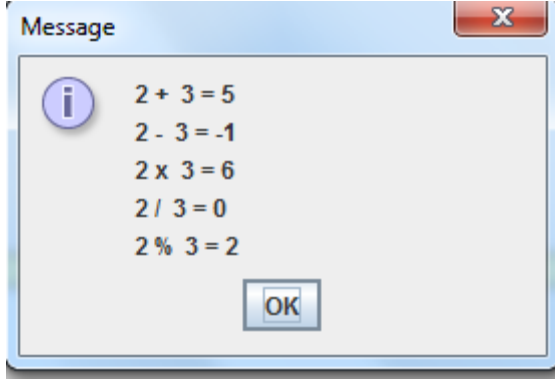 Message
2 + 3 = 5
2 - 3 = -1
2 x 3 = 6
2 / 3 = 0
2 % 3 = 2
OK